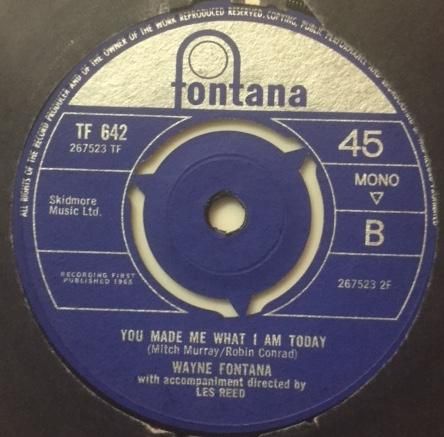 ALL RIGHTS OF THE RECORD PRODUCER AND OF THE OWNER OF THE WORK REPRODUCED RESERVED. COPYING, PUBLIC PERFORMANCE AND BROADCASTING
fontana
TF 642
267523 TF
45
MONO
B
Skidmore
Music Ltd.
RECORDING FIRST
PUBLISHED 1965
267523 2F
YOU MADE ME WHAT I AM TODAY
(Mitch Murray/Robin Conrad)
WAYNE FONTANA
with accompaniment directed by
LES REED